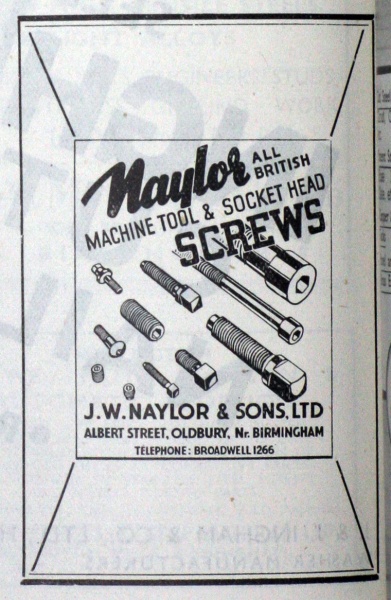 Naylor ALL BRITISH
MACHINE TOOL & SOCKET HEAD
SCREWS
J.W. NAYLOR & SONS, LTD
ALBERT STREET, OLDBURY, Nr. BIRMINGHAM
TELEPHONE: BROADWELL 1266